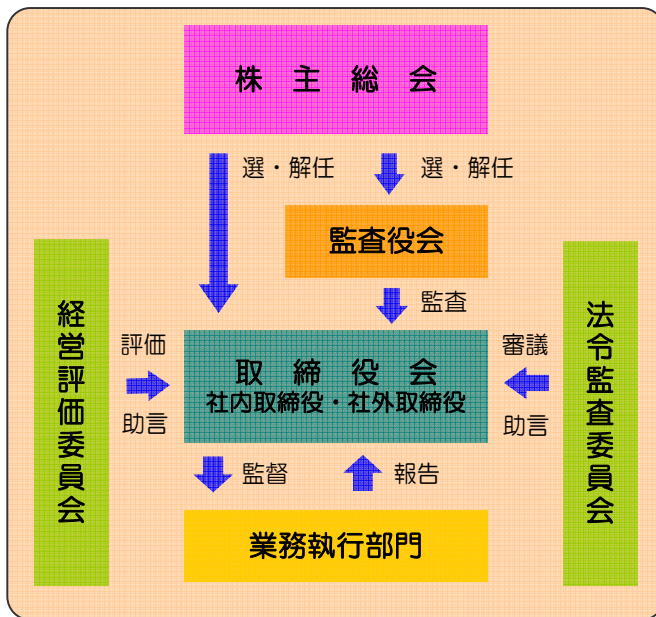 株主総会
選・解任
選・解任
監査役会
監査
経営評価委員会
評価
助言
取締役会
社内取締役・社外取締役
審議
助言
法令監査委員会
監督
報告
業務執行部門